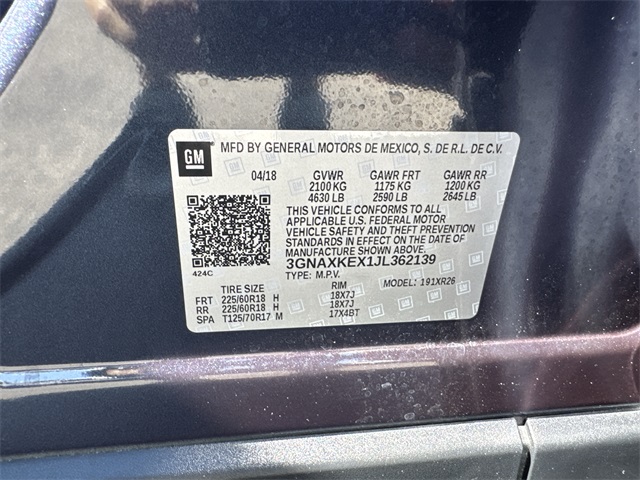 GM
MFD BY GENERAL MOTORS DE MEXICO, S. DE R.L. DE C.V.
04/18 GVWR GAWR FRT GAWR RR
2100 KG 1175 KG 1200 KG
4630 LB 2590 LB 2645 LB
THIS VEHICLE CONFORMS TO ALL
APPLICABLE U.S. FEDERAL MOTOR
VEHICLE SAFETY AND THEFT PREVENTION
STANDARDS IN EFFECT ON THE DATE OF
MANUFACTURE SHOWN ABOVE.
3GNAXKEX1JL362139
424C TYPE: M.P.V. MODEL: 191XR26
TIRE SIZE RIM
FRT 225/60R18 H 18X7J
RR 225/60R18 H 18X7J
SPA T125/70R17 M 17X4BT